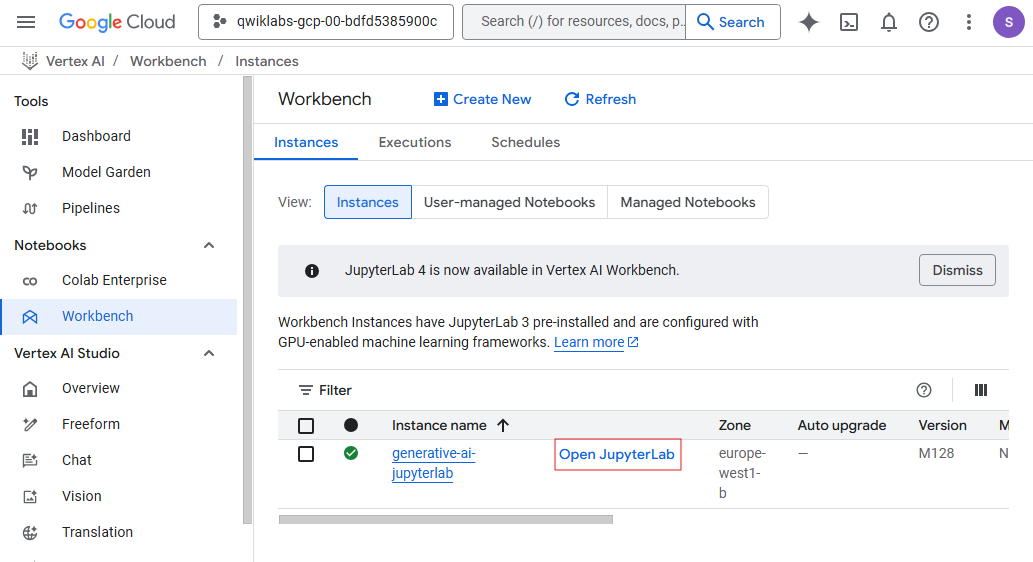 Google Cloud
qwiklabs-gcp-00-bdfd5385900c
Search (/) for resources, docs, p..
Search
S
Vertex AI / Workbench / Instances
Tools
Dashboard
Model Garden
Pipelines
Notebooks
Colab Enterprise
Workbench
Vertex AI Studio
Overview
Freeform
Chat
Vision
Translation
Workbench
Create New
Refresh
Instances
Executions
Schedules
View:
Instances
User-managed Notebooks
Managed Notebooks
JupyterLab 4 is now available in Vertex AI Workbench.
Dismiss
Workbench Instances have JupyterLab 3 pre-installed and are configured with
GPU-enabled machine learning frameworks. Learn more
Filter
Instance name
Zone
Auto upgrade
Version
M
generative-ai-
jupyterlab
Open JupyterLab
europe-
west1-
b
—
M128
N